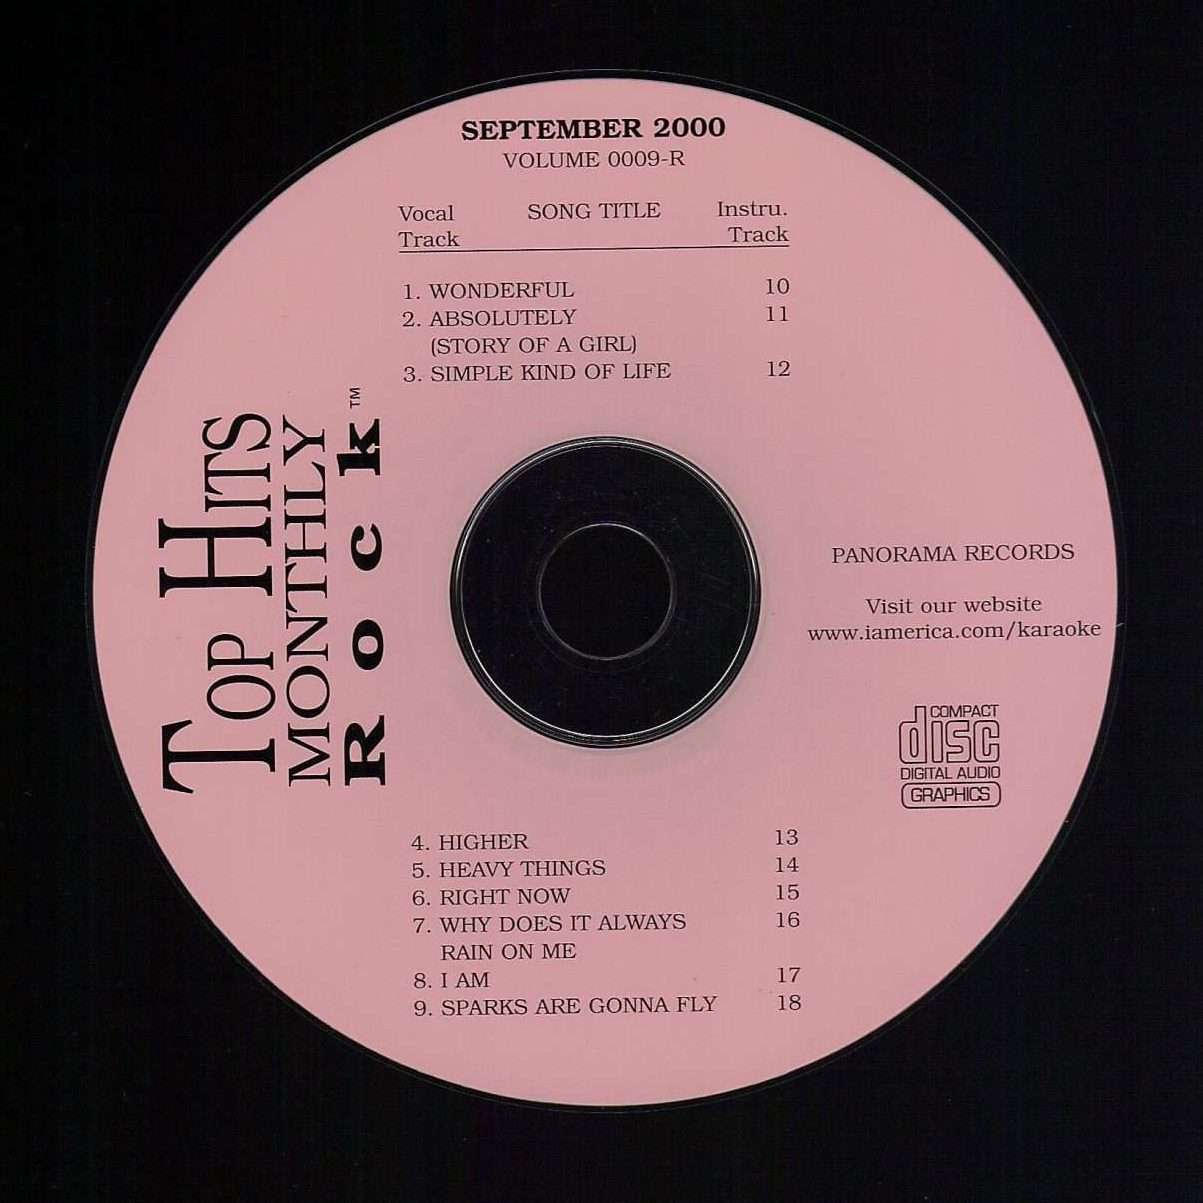 SEPTEMBER 2000
VOLUME 0009-R
Vocal SONG TITLE Instru.
Track Track
1. WONDERFUL 10
2. ABSOLUTELY 11
(STORY OF A GIRL)
3. SIMPLE KIND OF LIFE 12
TOP HITS
MONTHLY
Rock™
PANORAMA RECORDS
Visit our website
www.iamerica.com/karaoke
COMPACT
disc
DIGITAL AUDIO
GRAPHICS
4. HIGHER 13
5. HEAVY THINGS 14
6. RIGHT NOW 15
7. WHY DOES IT ALWAYS 16
RAIN ON ME
8. I AM 17
9. SPARKS ARE GONNA FLY 18